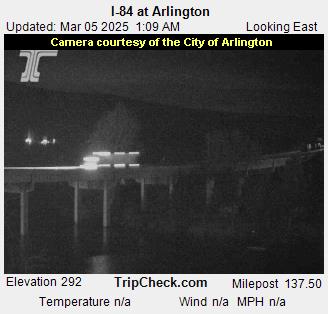 I-84 at Arlington
Updated: Mar 05 2025 1:09 AM Looking East
Camera courtesy of the City of Arlington
Elevation 292 TripCheck.com Milepost 137.50
Temperature n/a Wind n/a MPH n/a